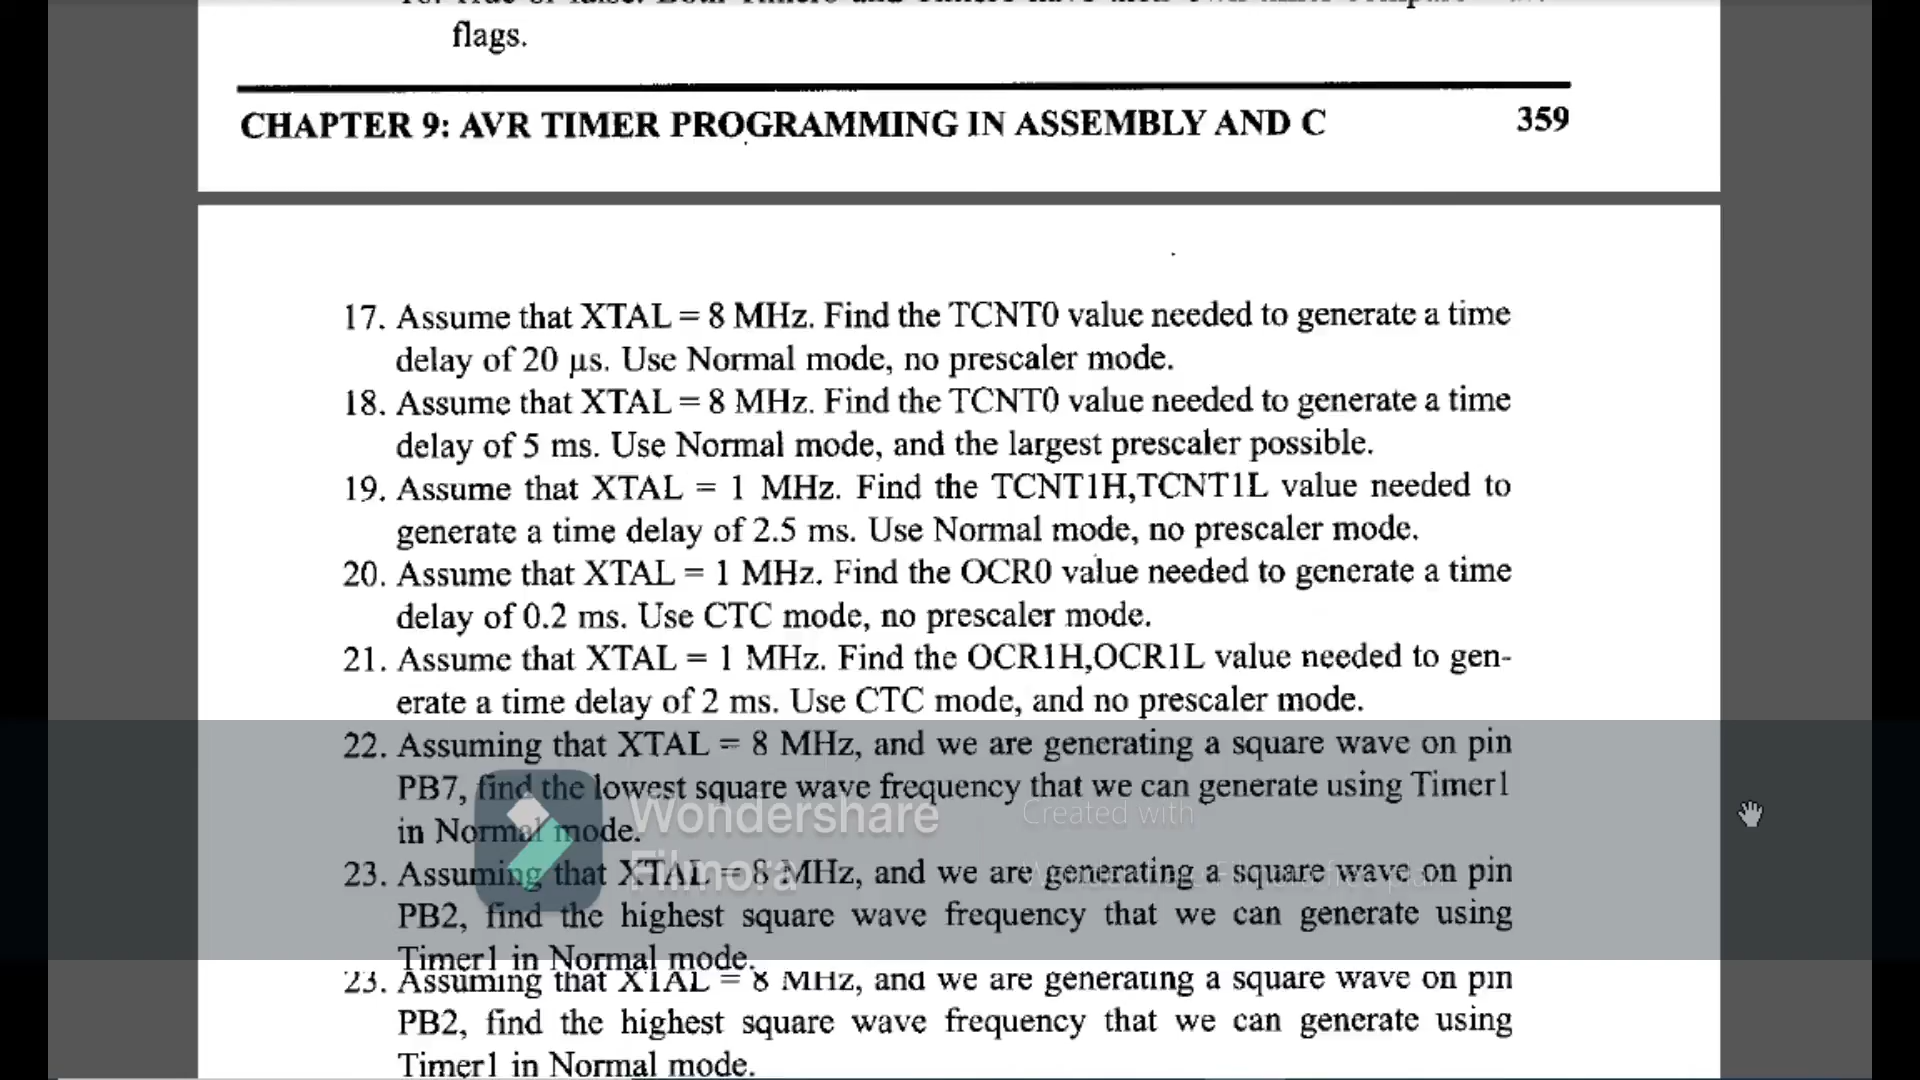 flags.
CHAPTER 9: AVR TIMER PROGRAMMING IN ASSEMBLY AND C 359
17. Assume that XTAL = 8 MHz. Find the TCNT0 value needed to generate a time
delay of 20 μs. Use Normal mode, no prescaler mode.
18. Assume that XTAL = 8 MHz. Find the TCNT0 value needed to generate a time
delay of 5 ms. Use Normal mode, and the largest prescaler possible.
19. Assume that XTAL = 1 MHz. Find the TCNT1H,TCNT1L value needed to
generate a time delay of 2.5 ms. Use Normal mode, no prescaler mode.
20. Assume that XTAL = 1 MHz. Find the OCR0 value needed to generate a time
delay of 0.2 ms. Use CTC mode, no prescaler mode.
21. Assume that XTAL = 1 MHz. Find the OCR1H,OCR1L value needed to gen-
erate a time delay of 2 ms. Use CTC mode, and no prescaler mode.
22. Assuming that XTAL = 8 MHz, and we are generating a square wave on pin
PB7, find the lowest square wave frequency that we can generate using Timer1
in Normal mode.
Wondershare
Filmora
Created with
23. Assuming that XTAL = 8 MHz, and we are generating a square wave on pin
PB2, find the highest square wave frequency that we can generate using
Timer1 in Normal mode.
23. Assuming that XTAL = 8 MHz, and we are generating a square wave on pin
PB2, find the highest square wave frequency that we can generate using
Timer1 in Normal mode.